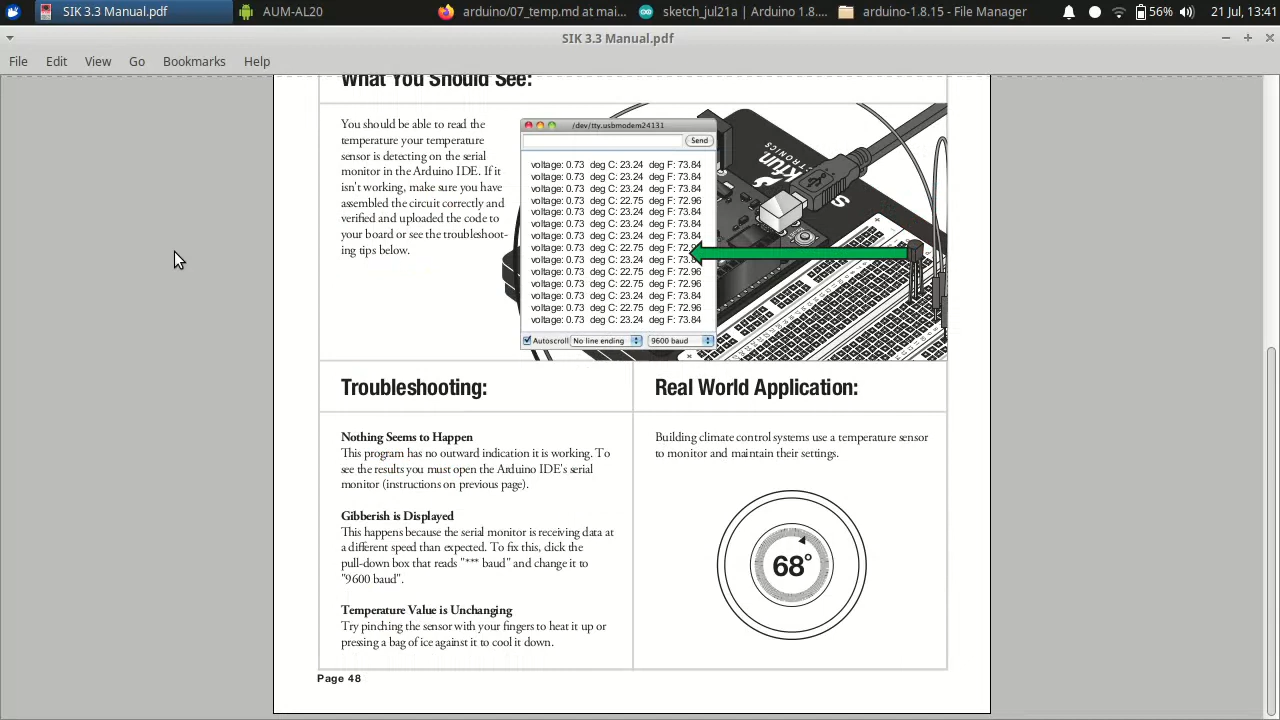 SIK 3.3 Manual.pdf
AUM-AL20
arduino/07_temp.md at mai...
sketch_jul21a | Arduino 1.8....
arduino-1.8.15 - File Manager
56%
21 Jul, 13:41
SIK 3.3 Manual.pdf
File Edit View Go Bookmarks Help
What You Should See:
You should be able to read the
temperature your temperature
sensor is detecting on the serial
monitor in the Arduino IDE. If it
isn't working, make sure you have
assembled the circuit correctly and
verified and uploaded the code to
your board or see the troubleshoot-
ing tips below.
/dev/tty.usbmodem24131
Send
voltage: 0.73 deg C: 23.24 deg F: 73.84
voltage: 0.73 deg C: 23.24 deg F: 73.84
voltage: 0.73 deg C: 23.24 deg F: 73.84
voltage: 0.73 deg C: 22.75 deg F: 72.96
voltage: 0.73 deg C: 23.24 deg F: 73.84
voltage: 0.73 deg C: 23.24 deg F: 73.84
voltage: 0.73 deg C: 23.24 deg F: 73.84
voltage: 0.73 deg C: 22.75 deg F:
voltage: 0.73 deg C: 23.24 deg F:
voltage: 0.73 deg C: 22.75 deg F: 72.96
voltage: 0.73 deg C: 22.75 deg F: 72.96
voltage: 0.73 deg C: 23.24 deg F: 73.84
voltage: 0.73 deg C: 22.75 deg F: 72.96
voltage: 0.73 deg C: 23.24 deg F: 73.84
Autoscroll No line ending 9600 baud
Troubleshooting:
Nothing Seems to Happen
This program has no outward indication it is working. To
see the results you must open the Arduino IDE's serial
monitor (instructions on previous page).
Gibberish is Displayed
This happens because the serial monitor is receiving data at
a different speed than expected. To fix this, click the
pull-down box that reads "*** baud" and change it to
"9600 baud".
Temperature Value is Unchanging
Try pinching the sensor with your fingers to heat it up or
pressing a bag of ice against it to cool it down.
Real World Application:
Building climate control systems use a temperature sensor
to monitor and maintain their settings.
68°
Page 48